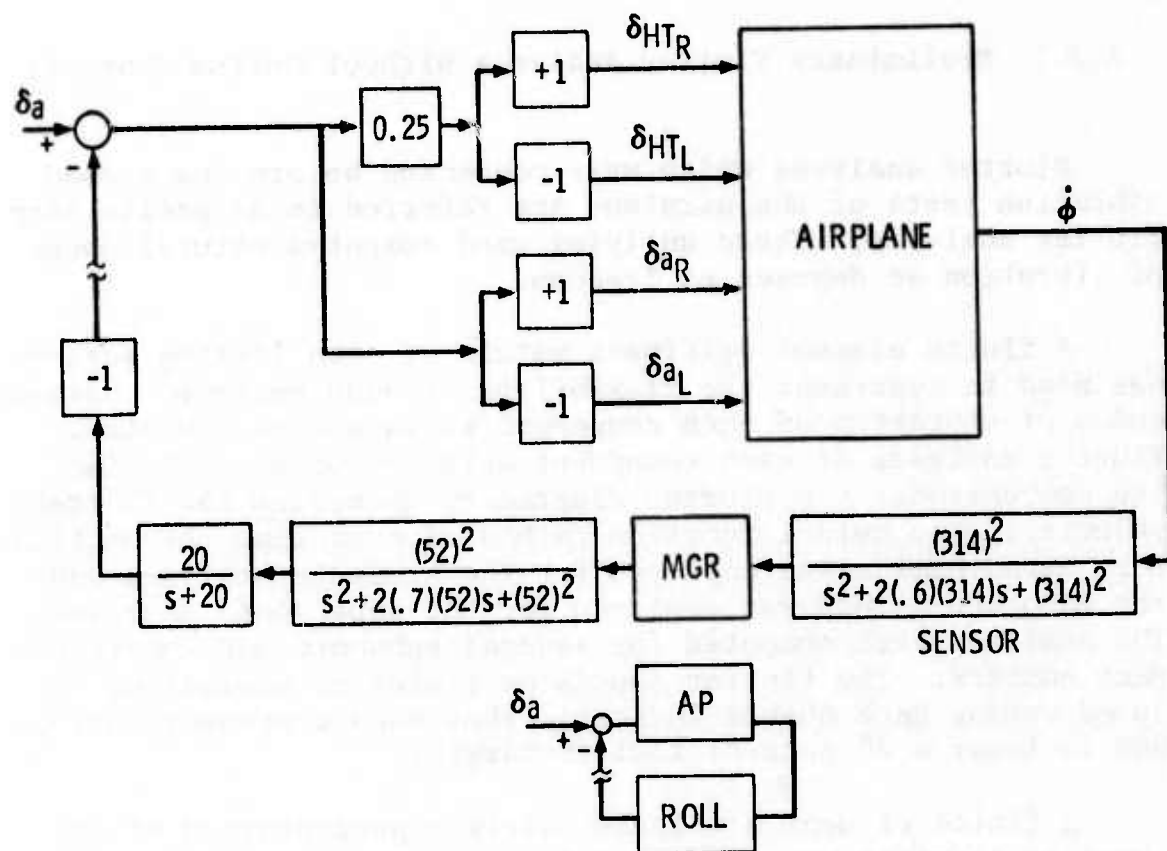 δa
+
-
0.25
+1
δHTR
-1
δHTL
+1
δaR
-1
δaL
AIRPLANE
φ̇
-1
20
s+20
(52)²
s²+2(.7)(52)s+(52)²
MGR
(314)²
s²+2(.6)(314)s+(314)²
SENSOR
δa
+
-
AP
ROLL